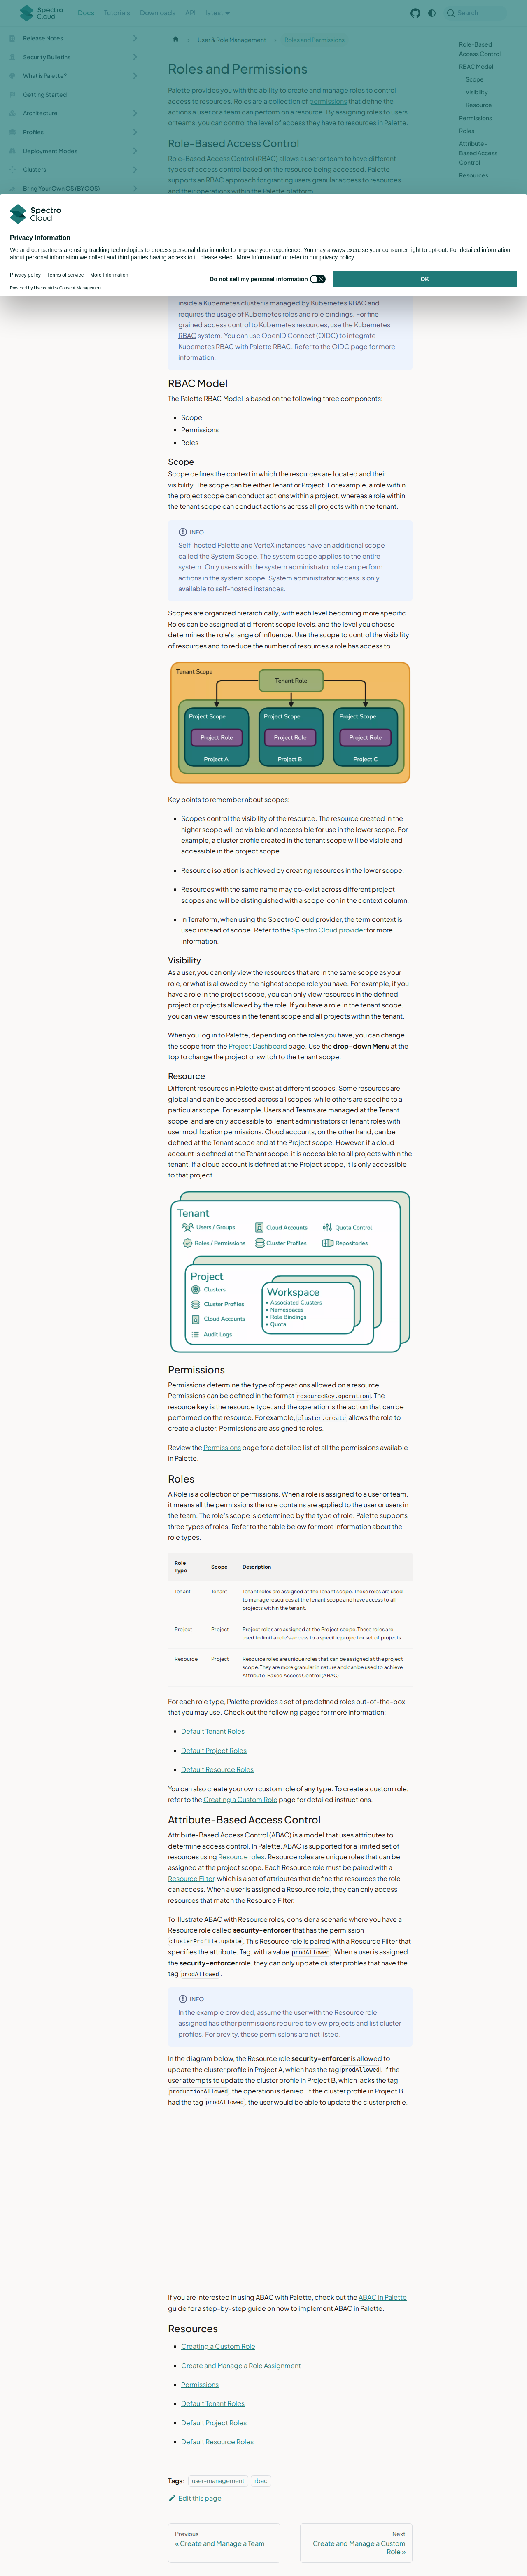 Spectro Cloud
Docs
Tutorials
Downloads
API
latest
Search
Release Notes
Security Bulletins
What is Palette?
Getting Started
Architecture
Profiles
Deployment Modes
Clusters
Bring Your Own OS (BYOOS)
User & Role Management
Roles and Permissions
Role-Based
Access Control
RBAC Model
Scope
Visibility
Resource
Permissions
Roles
Attribute-
Based Access
Control
Resources
Roles and Permissions
Palette provides you with the ability to create and manage roles to control
access to resources. Roles are a collection of permissions that define the
actions a user or a team can perform on a resource. By assigning roles to users
or teams, you can control the level of access they have to resources in Palette.
Role-Based Access Control
Role-Based Access Control (RBAC) allows a user or team to have different
types of access control based on the resource being accessed. Palette
supports an RBAC approach for granting users granular access to resources
and their operations within the Palette platform.
Spectro Cloud
Privacy Information
We and our partners are using tracking technologies to process personal data in order to improve your experience. You may always exercise your consumer right to opt-out. For detailed information
about personal information we collect and third parties having access to it, please select 'More Information' or refer to our privacy policy.
Privacy policy
Terms of service
More Information
Powered by Usercentrics Consent Management
Do not sell my personal information
OK
inside a Kubernetes cluster is managed by Kubernetes RBAC and
requires the usage of Kubernetes roles and role bindings. For fine-
grained access control to Kubernetes resources, use the Kubernetes
RBAC system. You can use OpenID Connect (OIDC) to integrate
Kubernetes RBAC with Palette RBAC. Refer to the OIDC page for more
information.
RBAC Model
The Palette RBAC Model is based on the following three components:
Scope
Permissions
Roles
Scope
Scope defines the context in which the resources are located and their
visibility. The scope can be either Tenant or Project. For example, a role within
the project scope can conduct actions within a project, whereas a role within
the tenant scope can conduct actions across all projects within the tenant.
INFO
Self-hosted Palette and VerteX instances have an additional scope
called the System Scope. The system scope applies to the entire
system. Only users with the system administrator role can perform
actions in the system scope. System administrator access is only
available to self-hosted instances.
Scopes are organized hierarchically, with each level becoming more specific.
Roles can be assigned at different scope levels, and the level you choose
determines the role's range of influence. Use the scope to control the visibility
of resources and to reduce the number of resources a role has access to.
Tenant Scope
Tenant Role
Project Scope
Project Scope
Project Scope
Project Role
Project Role
Project Role
Project A
Project B
Project C
Key points to remember about scopes:
Scopes control the visibility of the resource. The resource created in the
higher scope will be visible and accessible for use in the lower scope. For
example, a cluster profile created in the tenant scope will be visible and
accessible in the project scope.
Resource isolation is achieved by creating resources in the lower scope.
Resources with the same name may co-exist across different project
scopes and will be distinguished with a scope icon in the context column.
In Terraform, when using the Spectro Cloud provider, the term context is
used instead of scope. Refer to the Spectro Cloud provider for more
information.
Visibility
As a user, you can only view the resources that are in the same scope as your
role, or what is allowed by the highest scope role you have. For example, if you
have a role in the project scope, you can only view resources in the defined
project or projects allowed by the role. If you have a role in the tenant scope,
you can view resources in the tenant scope and all projects within the tenant.
When you log in to Palette, depending on the roles you have, you can change
the scope from the Project Dashboard page. Use the drop-down Menu at the
top to change the project or switch to the tenant scope.
Resource
Different resources in Palette exist at different scopes. Some resources are
global and can be accessed across all scopes, while others are specific to a
particular scope. For example, Users and Teams are managed at the Tenant
scope, and are only accessible to Tenant administrators and Tenant roles with
user modification permissions. Cloud accounts, on the other hand, can be
defined at the Tenant scope and at the Project scope. However, if a cloud
account is defined at the Tenant scope, it is accessible to all projects within the
tenant. If a cloud account is defined at the Project scope, it is only accessible
to that project.
Tenant
Users / Groups
Cloud Accounts
Quota Control
Roles / Permissions
Cluster Profiles
Repositories
Project
Clusters
Cluster Profiles
Cloud Accounts
Audit Logs
Workspace
• Associated Clusters
• Namespaces
• Role Bindings
• Quota
Permissions
Permissions determine the type of operations allowed on a resource.
Permissions can be defined in the format resourceKey.operation. The
resource key is the resource type, and the operation is the action that can be
performed on the resource. For example, cluster.create allows the role to
create a cluster. Permissions are assigned to roles.
Review the Permissions page for a detailed list of all the permissions available
in Palette.
Roles
A Role is a collection of permissions. When a role is assigned to a user or team,
it means all the permissions the role contains are applied to the user or users in
the team. The role's scope is determined by the type of role. Palette supports
three types of roles. Refer to the table below for more information about the
role types.
Role Type
Scope
Description
Tenant
Tenant
Tenant roles are assigned at the Tenant scope. These roles are used
to manage resources at the Tenant scope and have access to all
projects within the tenant.
Project
Project
Project roles are assigned at the Project scope. These roles are
used to limit a role's access to a specific project or set of projects.
Resource
Project
Resource roles are unique roles that can be assigned at the project
scope. They are more granular in nature and can be used to achieve
Attribute-Based Access Control (ABAC).
For each role type, Palette provides a set of predefined roles out-of-the-box
that you may use. Check out the following pages for more information:
Default Tenant Roles
Default Project Roles
Default Resource Roles
You can also create your own custom role of any type. To create a custom role,
refer to the Creating a Custom Role page for detailed instructions.
Attribute-Based Access Control
Attribute-Based Access Control (ABAC) is a model that uses attributes to
determine access control. In Palette, ABAC is supported for a limited set of
resources using Resource roles. Resource roles are unique roles that can be
assigned at the project scope. Each Resource role must be paired with a
Resource Filter, which is a set of attributes that define the resources the role
can access. When a user is assigned a Resource role, they can only access
resources that match the Resource Filter.
To illustrate ABAC with Resource roles, consider a scenario where you have a
Resource role called security-enforcer that has the permission
clusterProfile.update. This Resource role is paired with a Resource Filter that
specifies the attribute, Tag, with a value prodAllowed. When a user is assigned
the security-enforcer role, they can only update cluster profiles that have the
tag prodAllowed.
INFO
In the example provided, assume the user with the Resource role
assigned has other permissions required to view projects and list cluster
profiles. For brevity, these permissions are not listed.
In the diagram below, the Resource role security-enforcer is allowed to
update the cluster profile in Project A, which has the tag prodAllowed. If the
user attempts to update the cluster profile in Project B, which lacks the tag
productionAllowed, the operation is denied. If the cluster profile in Project B
had the tag prodAllowed, the user would be able to update the cluster profile.
If you are interested in using ABAC with Palette, check out the ABAC in Palette
guide for a step-by-step guide on how to implement ABAC in Palette.
Resources
Creating a Custom Role
Create and Manage a Role Assignment
Permissions
Default Tenant Roles
Default Project Roles
Default Resource Roles
Tags: user-management rbac
Edit this page
Previous
« Create and Manage a Team
Next
Create and Manage a Custom
Role »